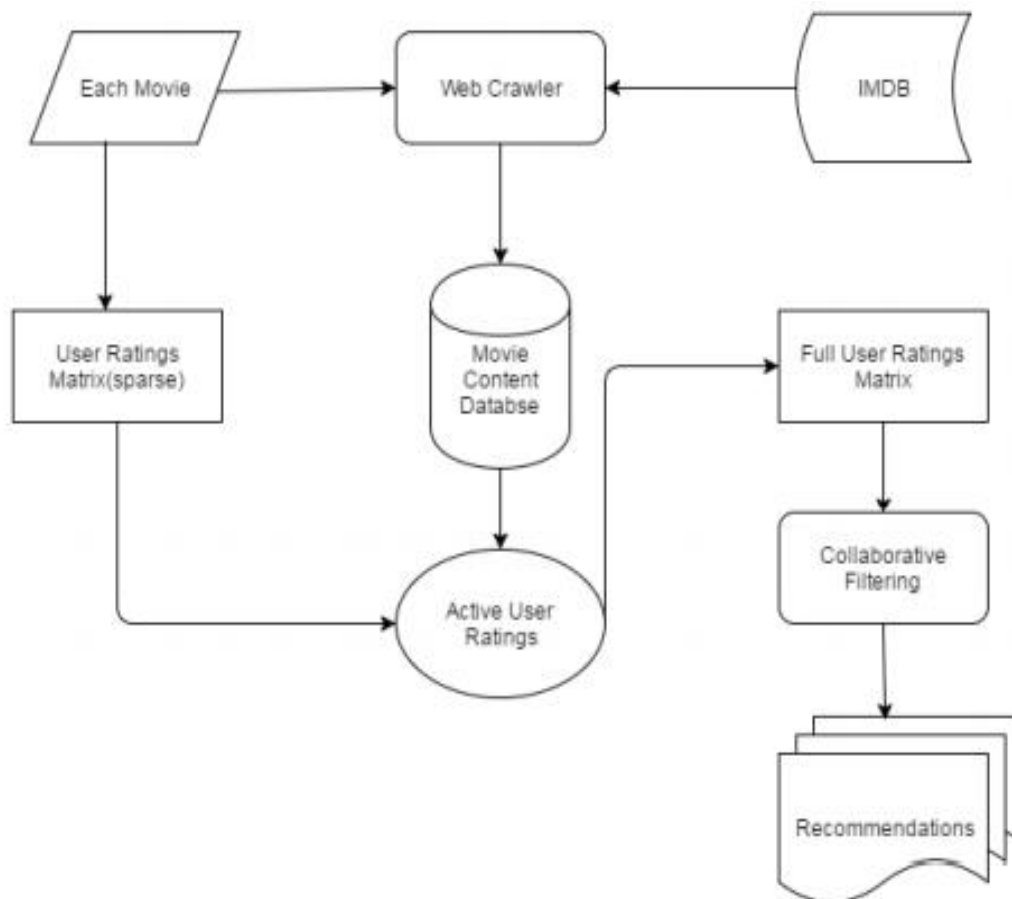 Each Movie
Web Crawler
IMDB
User Ratings
Matrix(sparse)
Movie
Content
Databse
Full User Ratings
Matrix
Collaborative
Filtering
Active User
Ratings
Recommendations